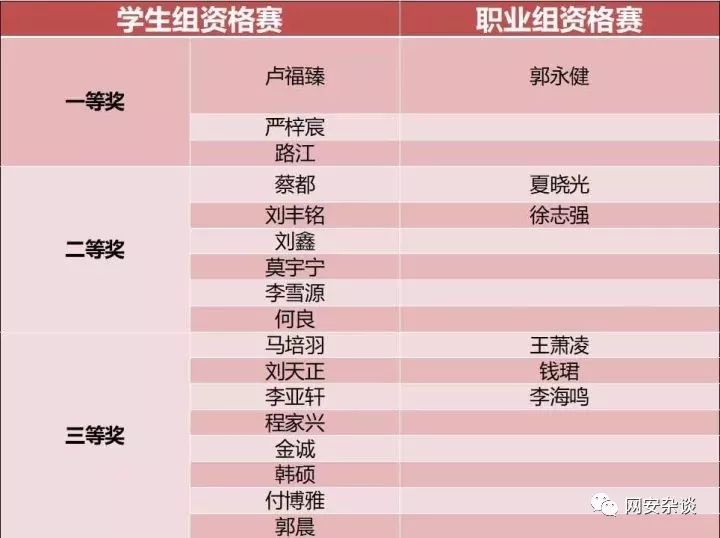 学生组资格赛 职业组资格赛
一等奖 卢福臻 郭永健
严梓宸
路江
二等奖 蔡都 夏晓光
刘丰铭 徐志强
刘鑫
莫宇宁
李雪源
何良
三等奖 马培羽 王萧凌
刘天正 钱珺
李亚轩 李海鸣
程家兴
金诚
韩硕
付博雅
郭晨
网安杂谈